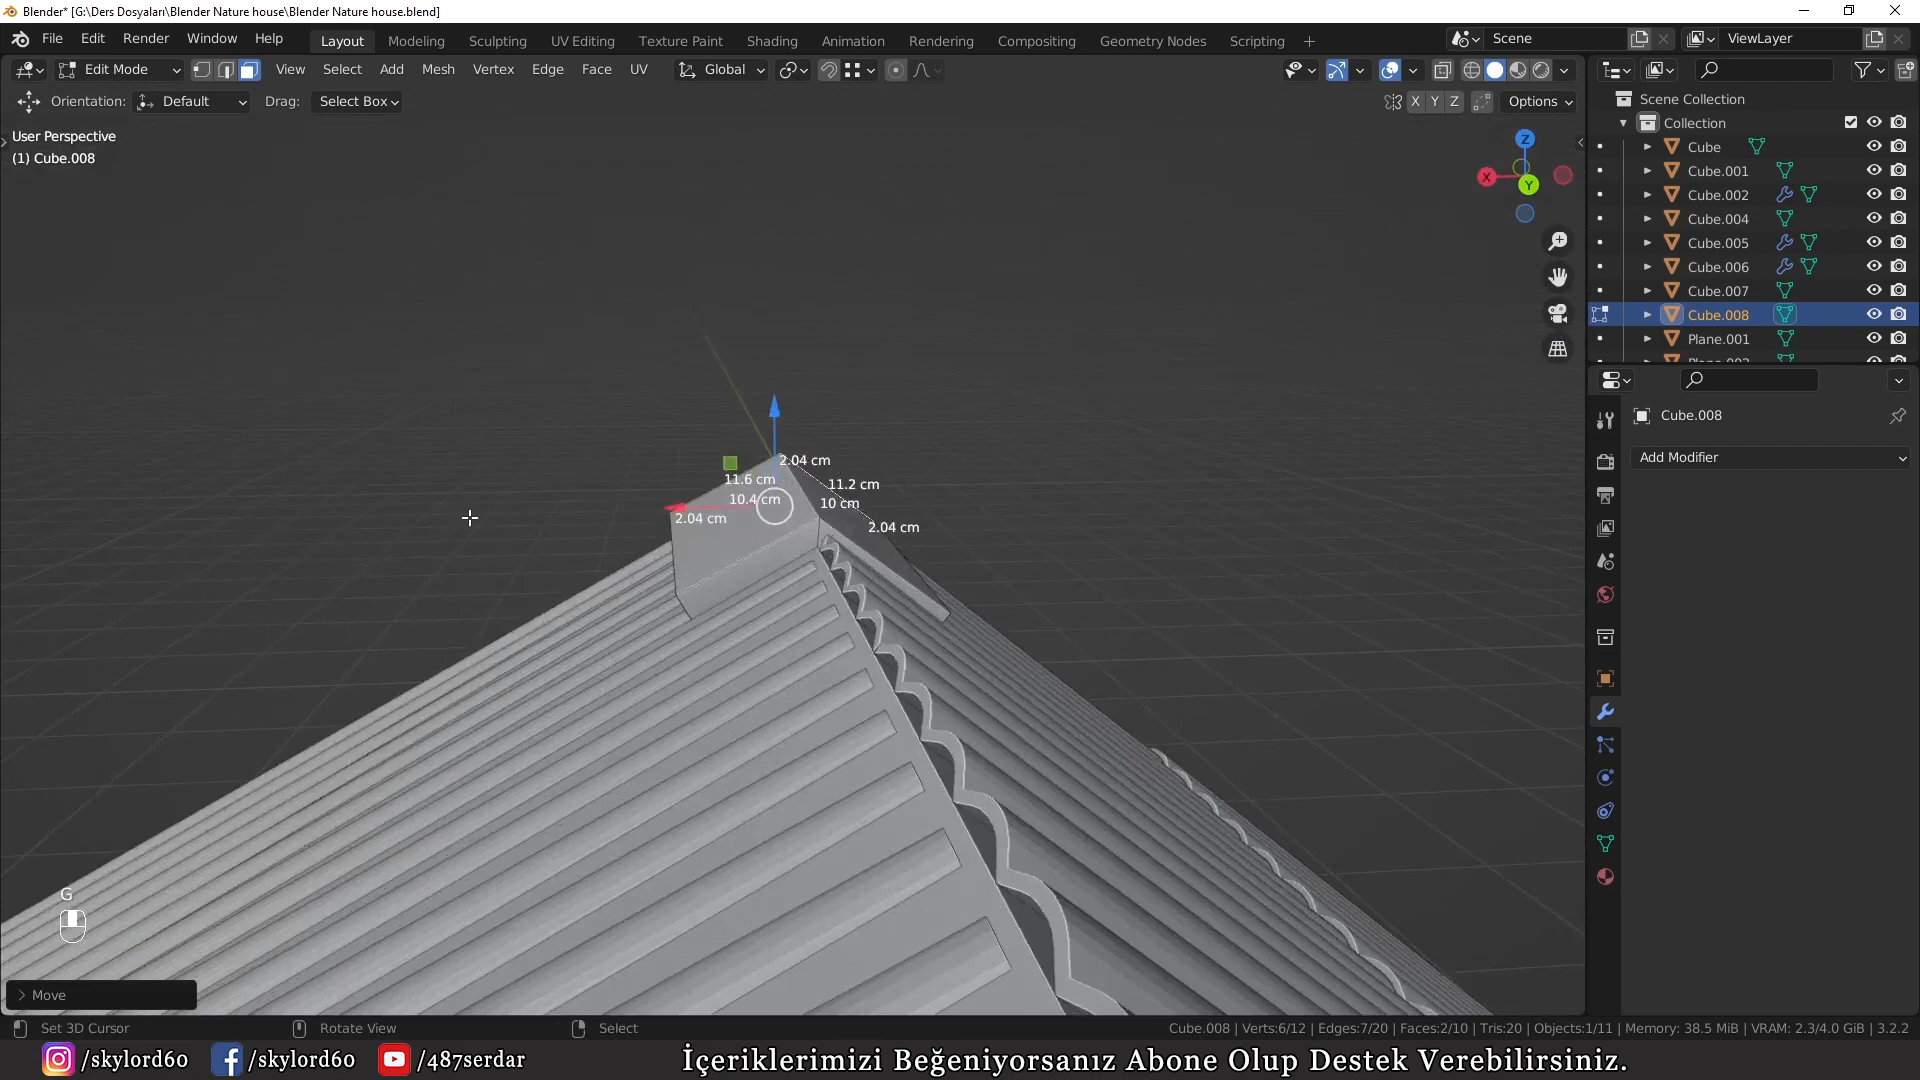 Blender* [G:\Ders Dosyaları\Blender Nature house\Blender Nature house.blend]
File Edit Render Window Help Layout Modeling Sculpting UV Editing Texture Paint Shading Animation Rendering Compositing Geometry Nodes Scripting + Scene ViewLayer
Edit Mode View Select Add Mesh Vertex Edge Face UV Global
Orientation: Default Drag: Select Box X Y Z Options
User Perspective
(1) Cube.008
Z
X
Y
Scene Collection
Collection
Cube
Cube.001
Cube.002
Cube.004
Cube.005
Cube.006
Cube.007
Cube.008
Plane.001
Cube.008
Add Modifier
2.04 cm
11.6 cm
11.2 cm
10.4 cm
10 cm
2.04 cm
2.04 cm
G
Move
Set 3D Cursor Rotate View Select Cube.008 | Verts:6/12 | Edges:7/20 | Faces:2/10 | Tris:20 | Objects:1/11 | Memory: 38.5 MiB | VRAM: 2.3/4.0 GiB | 3.2.2
/skylord60 /skylord60 /487serdar İçeriklerimizi Beğeniyorsanız Abone Olup Destek Verebilirsiniz.